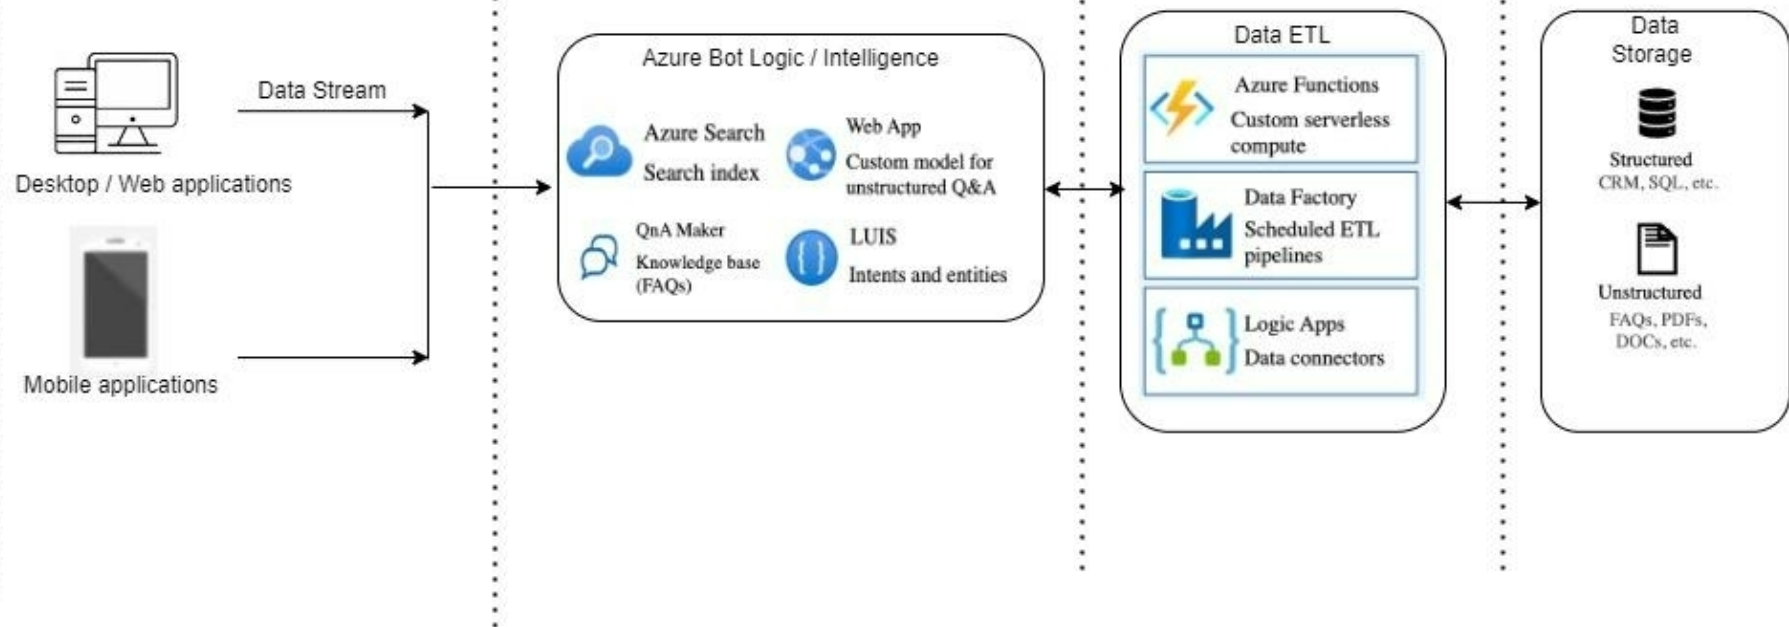 Data Stream
Desktop / Web applications
Mobile applications
Azure Bot Logic / Intelligence
Azure Search
Search index
Web App
Custom model for
unstructured Q&A
QnA Maker
Knowledge base
(FAQs)
LUIS
Intents and entities
Data ETL
Azure Functions
Custom serverless
compute
Data Factory
Scheduled ETL
pipelines
Logic Apps
Data connectors
Data
Storage
Structured
CRM, SQL, etc.
Unstructured
FAQs, PDFs,
DOCs, etc.